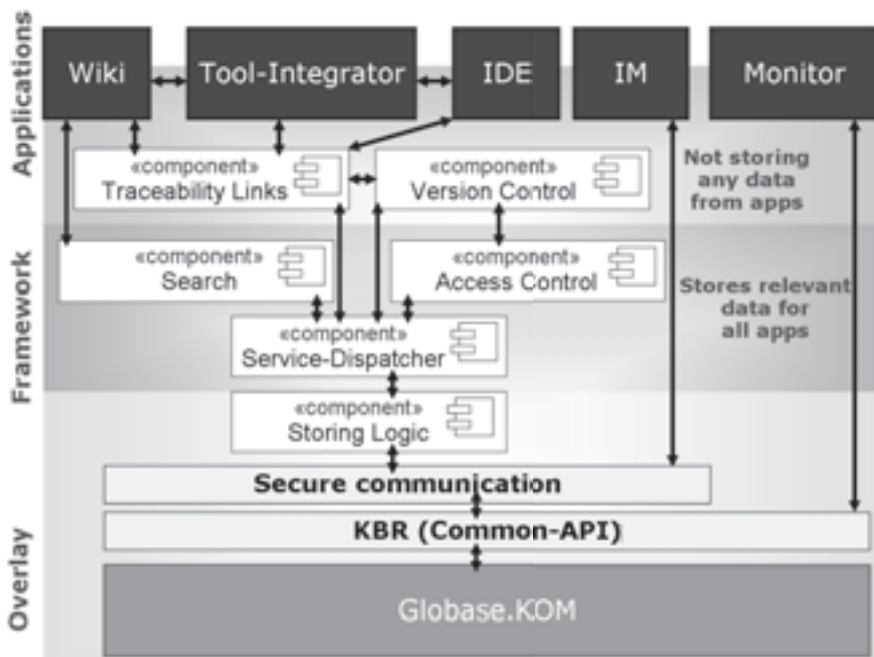 Applications
Wiki
Tool-Integrator
IDE
IM
Monitor
«component»
Traceability Links
«component»
Version Control
Not storing
any data
from apps
Framework
«component»
Search
«component»
Access Control
Stores relevant
data for
all apps
«component»
Service-Dispatcher
«component»
Storing Logic
Overlay
Secure communication
KBR (Common-API)
Globase.KOM